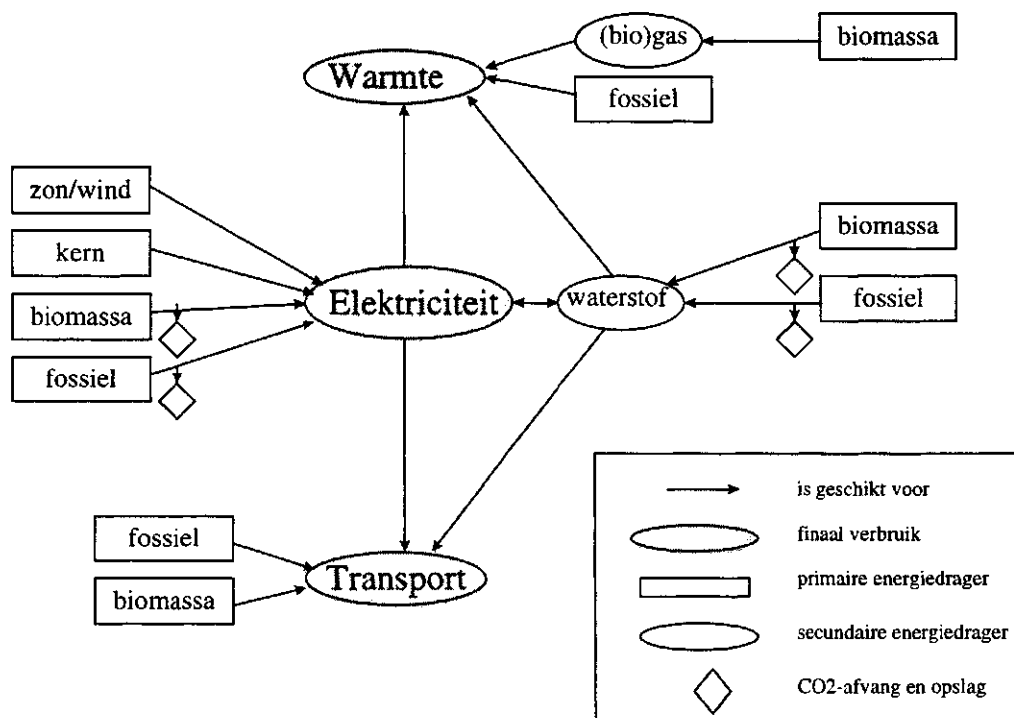 (bio)gas
biomassa
Warmte
fossiel
zon/wind
kern
biomassa
fossiel
Elektriciteit
waterstof
biomassa
fossiel
fossiel
biomassa
Transport
is geschikt voor
finaal verbruik
primaire energiedrager
secundaire energiedrager
CO2-afvang en opslag